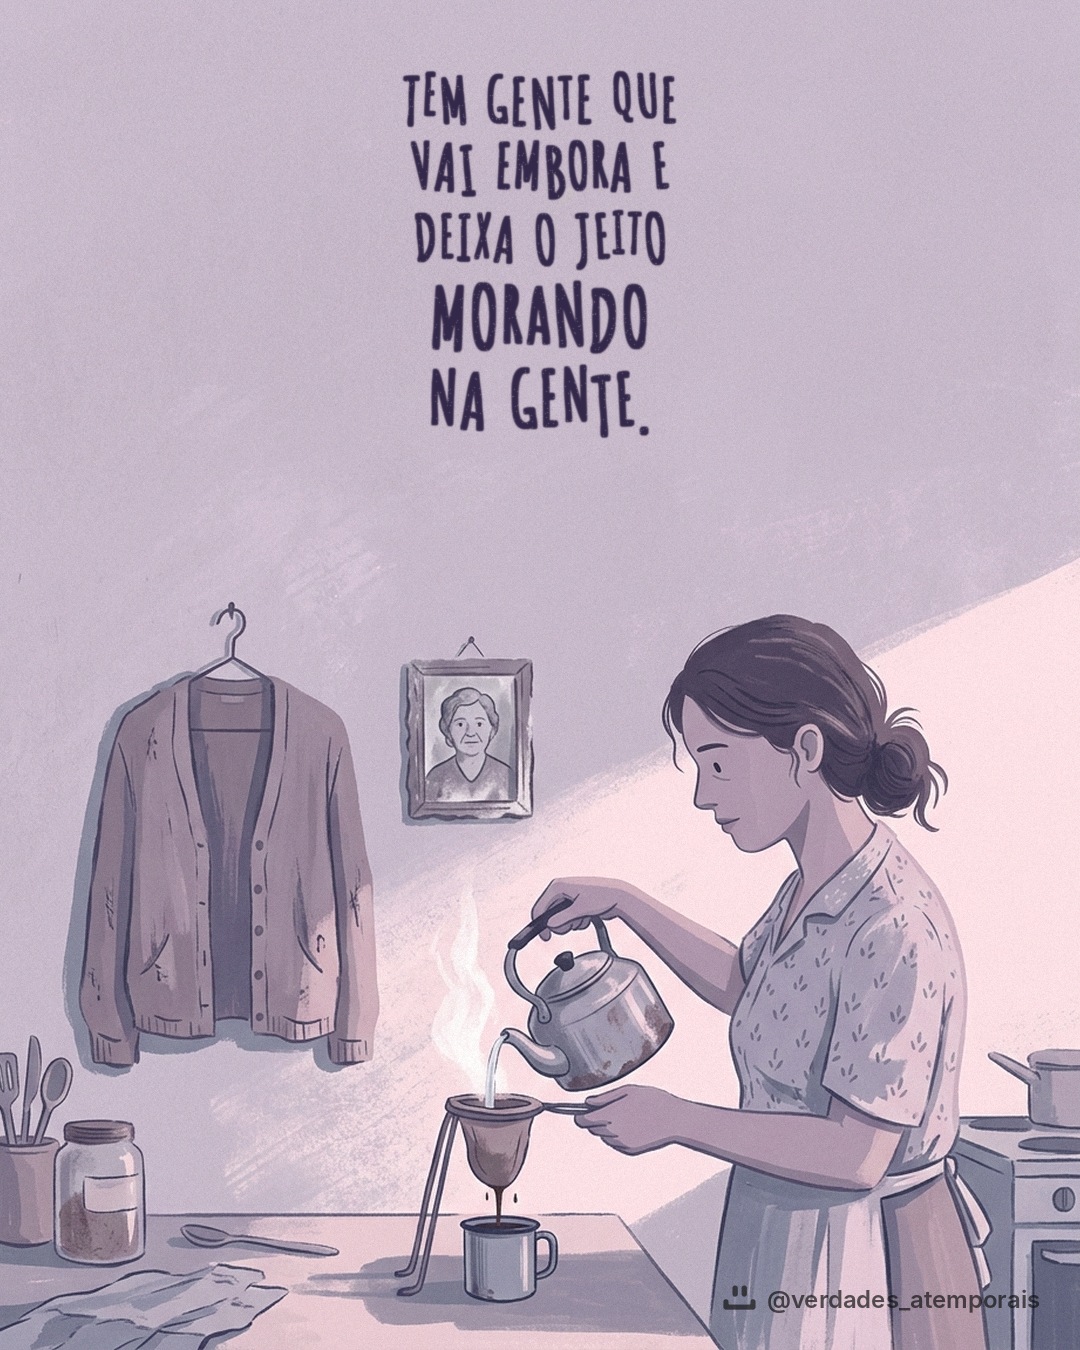 TEM GENTE QUE
VAI EMBORA E
DEIXA O JEITO
MORANDO
NA GENTE.
@verdades_atemporais